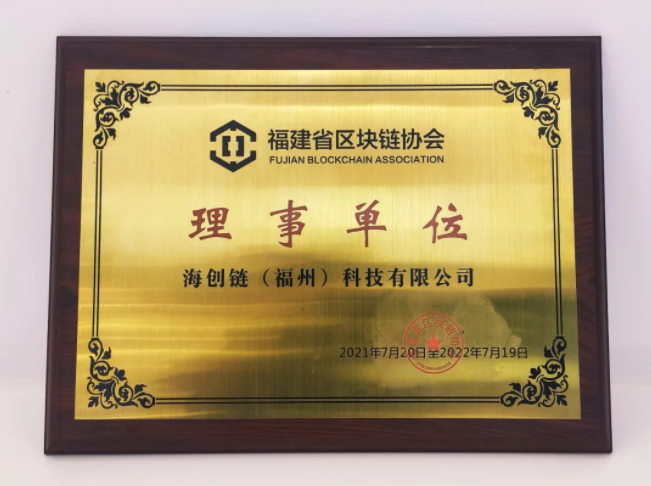 福建省区块链协会
FUJIAN BLOCKCHAIN ASSOCIATION
理事单位
海创链（福州）科技有限公司
2021年7月20日至2022年7月19日